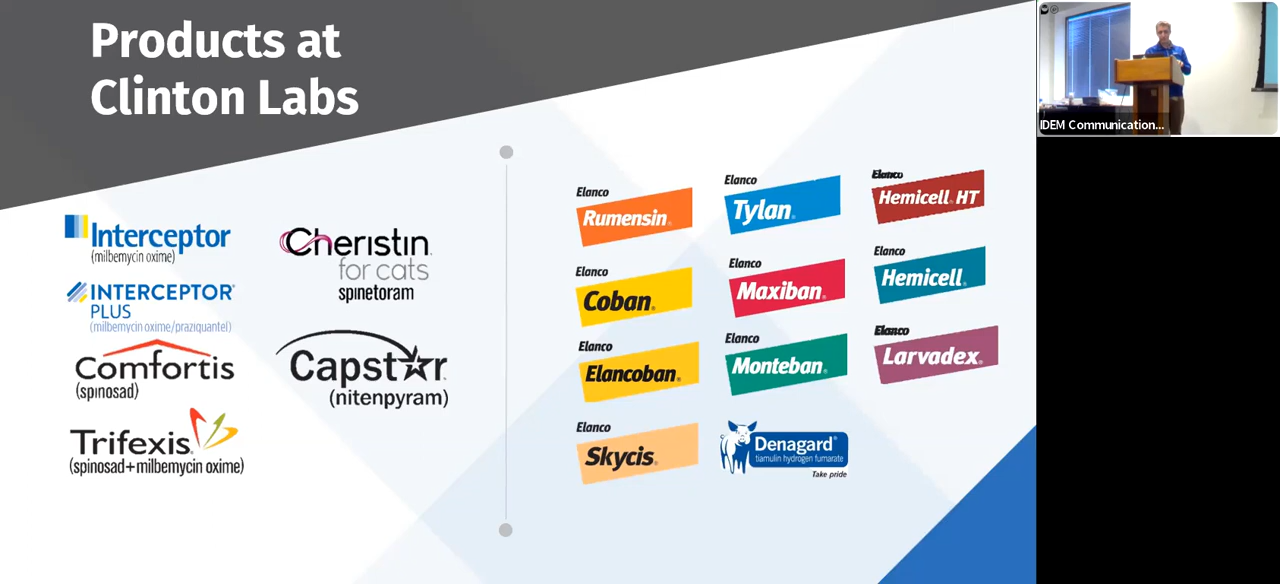 Products at
Clinton Labs
Interceptor
(milbemycin oxime)
INTERCEPTOR®
PLUS
(milbemycin oxime/praziquantel)
Comfortis
(spinosad)
Trifexis.
(spinosad+milbemycin oxime)
Cheristin.
for cats
spinetoram
Capstar.
(nitenpyram)
Elanco
Rumensin®
Elanco
Coban®
Elanco
Elancoban®
Elanco
Skycis®
Elanco
Tylan®
Elanco
Maxiban®
Elanco
Monteban®
Denagard®
tiamulin hydrogen fumarate
Take pride
Elanco
Hemicell® HT
Elanco
Hemicell®
Elanco
Larvadex®
IDEM Communication...